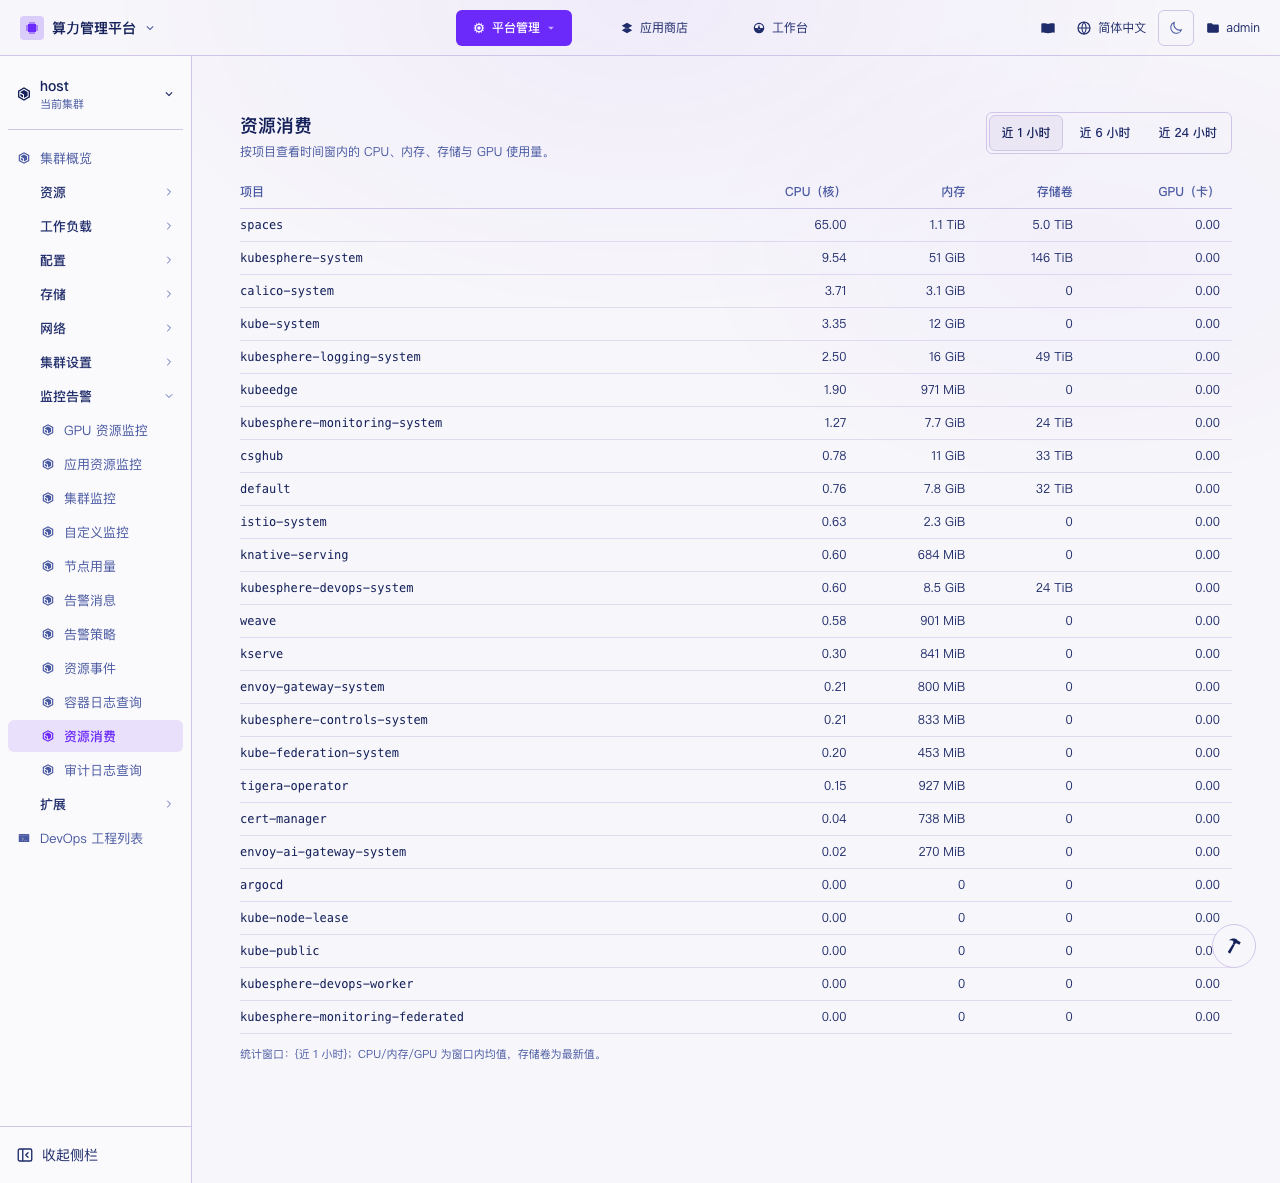 算力管理平台
平台管理
应用商店
工作台
简体中文
admin
host
当前集群
集群概览
资源
工作负载
配置
存储
网络
集群设置
监控告警
GPU 资源监控
应用资源监控
集群监控
自定义监控
节点用量
告警消息
告警策略
资源事件
容器日志查询
资源消费
审计日志查询
扩展
DevOps 工程列表
收起侧栏
资源消费
按项目查看时间窗内的 CPU、内存、存储与 GPU 使用量。
近 1 小时 近 6 小时 近 24 小时
项目 CPU（核） 内存 存储卷 GPU（卡）
spaces 65.00 1.1 TiB 5.0 TiB 0.00
kubesphere-system 9.54 51 GiB 146 TiB 0.00
calico-system 3.71 3.1 GiB 0 0.00
kube-system 3.35 12 GiB 0 0.00
kubesphere-logging-system 2.50 16 GiB 49 TiB 0.00
kubeedge 1.90 971 MiB 0 0.00
kubesphere-monitoring-system 1.27 7.7 GiB 24 TiB 0.00
csghub 0.78 11 GiB 33 TiB 0.00
default 0.76 7.8 GiB 32 TiB 0.00
istio-system 0.63 2.3 GiB 0 0.00
knative-serving 0.60 684 MiB 0 0.00
kubesphere-devops-system 0.60 8.5 GiB 24 TiB 0.00
weave 0.58 901 MiB 0 0.00
kserve 0.30 841 MiB 0 0.00
envoy-gateway-system 0.21 800 MiB 0 0.00
kubesphere-controls-system 0.21 833 MiB 0 0.00
kube-federation-system 0.20 453 MiB 0 0.00
tigera-operator 0.15 927 MiB 0 0.00
cert-manager 0.04 738 MiB 0 0.00
envoy-ai-gateway-system 0.02 270 MiB 0 0.00
argocd 0.00 0 0 0.00
kube-node-lease 0.00 0 0 0.00
kube-public 0.00 0 0 0.0
kubesphere-devops-worker 0.00 0 0 0.00
kubesphere-monitoring-federated 0.00 0 0 0.00
统计窗口：{近 1 小时}；CPU/内存/GPU 为窗口内均值，存储卷为最新值。